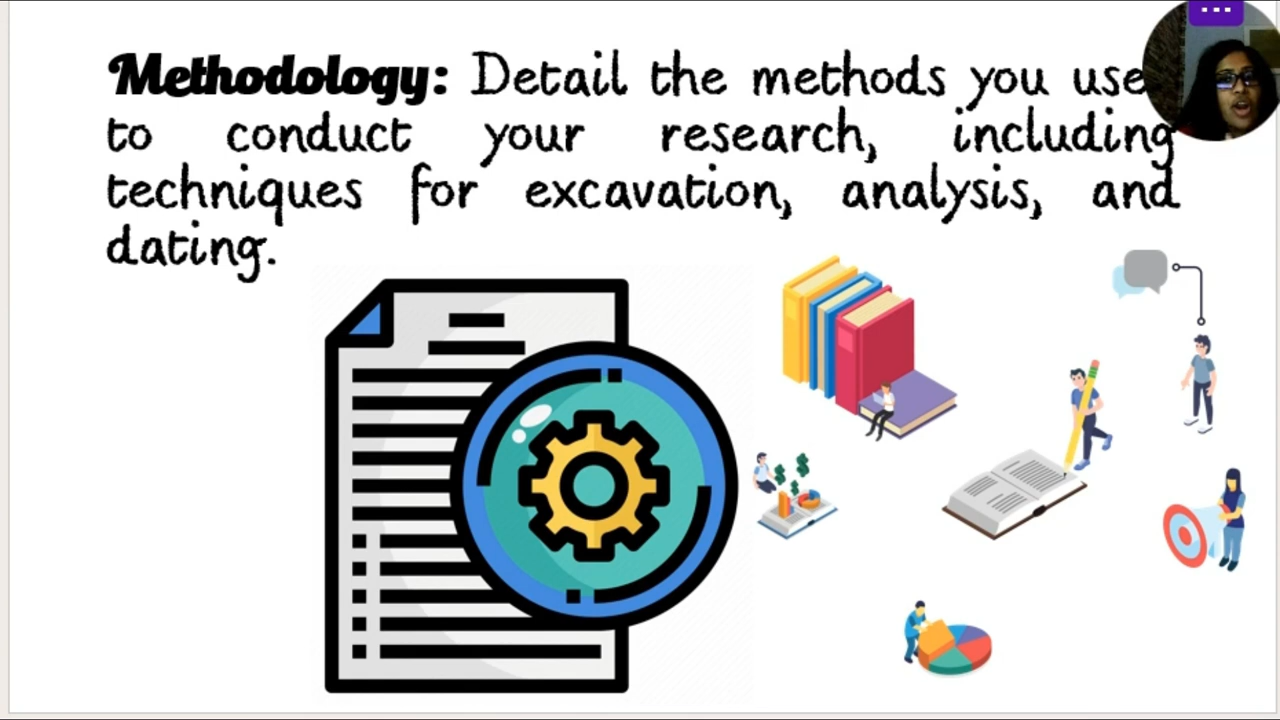 Methodology: Detail the methods you use
to conduct your research, including
techniques for excavation, analysis, and
dating.